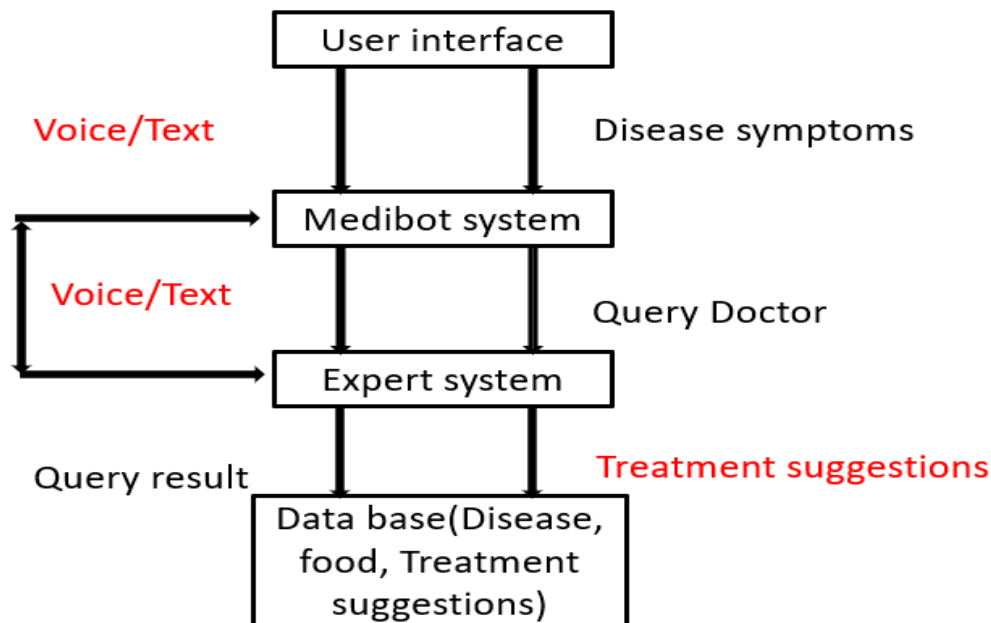 User interface
Voice/Text
Disease symptoms
Medibot system
Voice/Text
Query Doctor
Expert system
Query result
Treatment suggestions
Data base(Disease,
food, Treatment
suggestions)